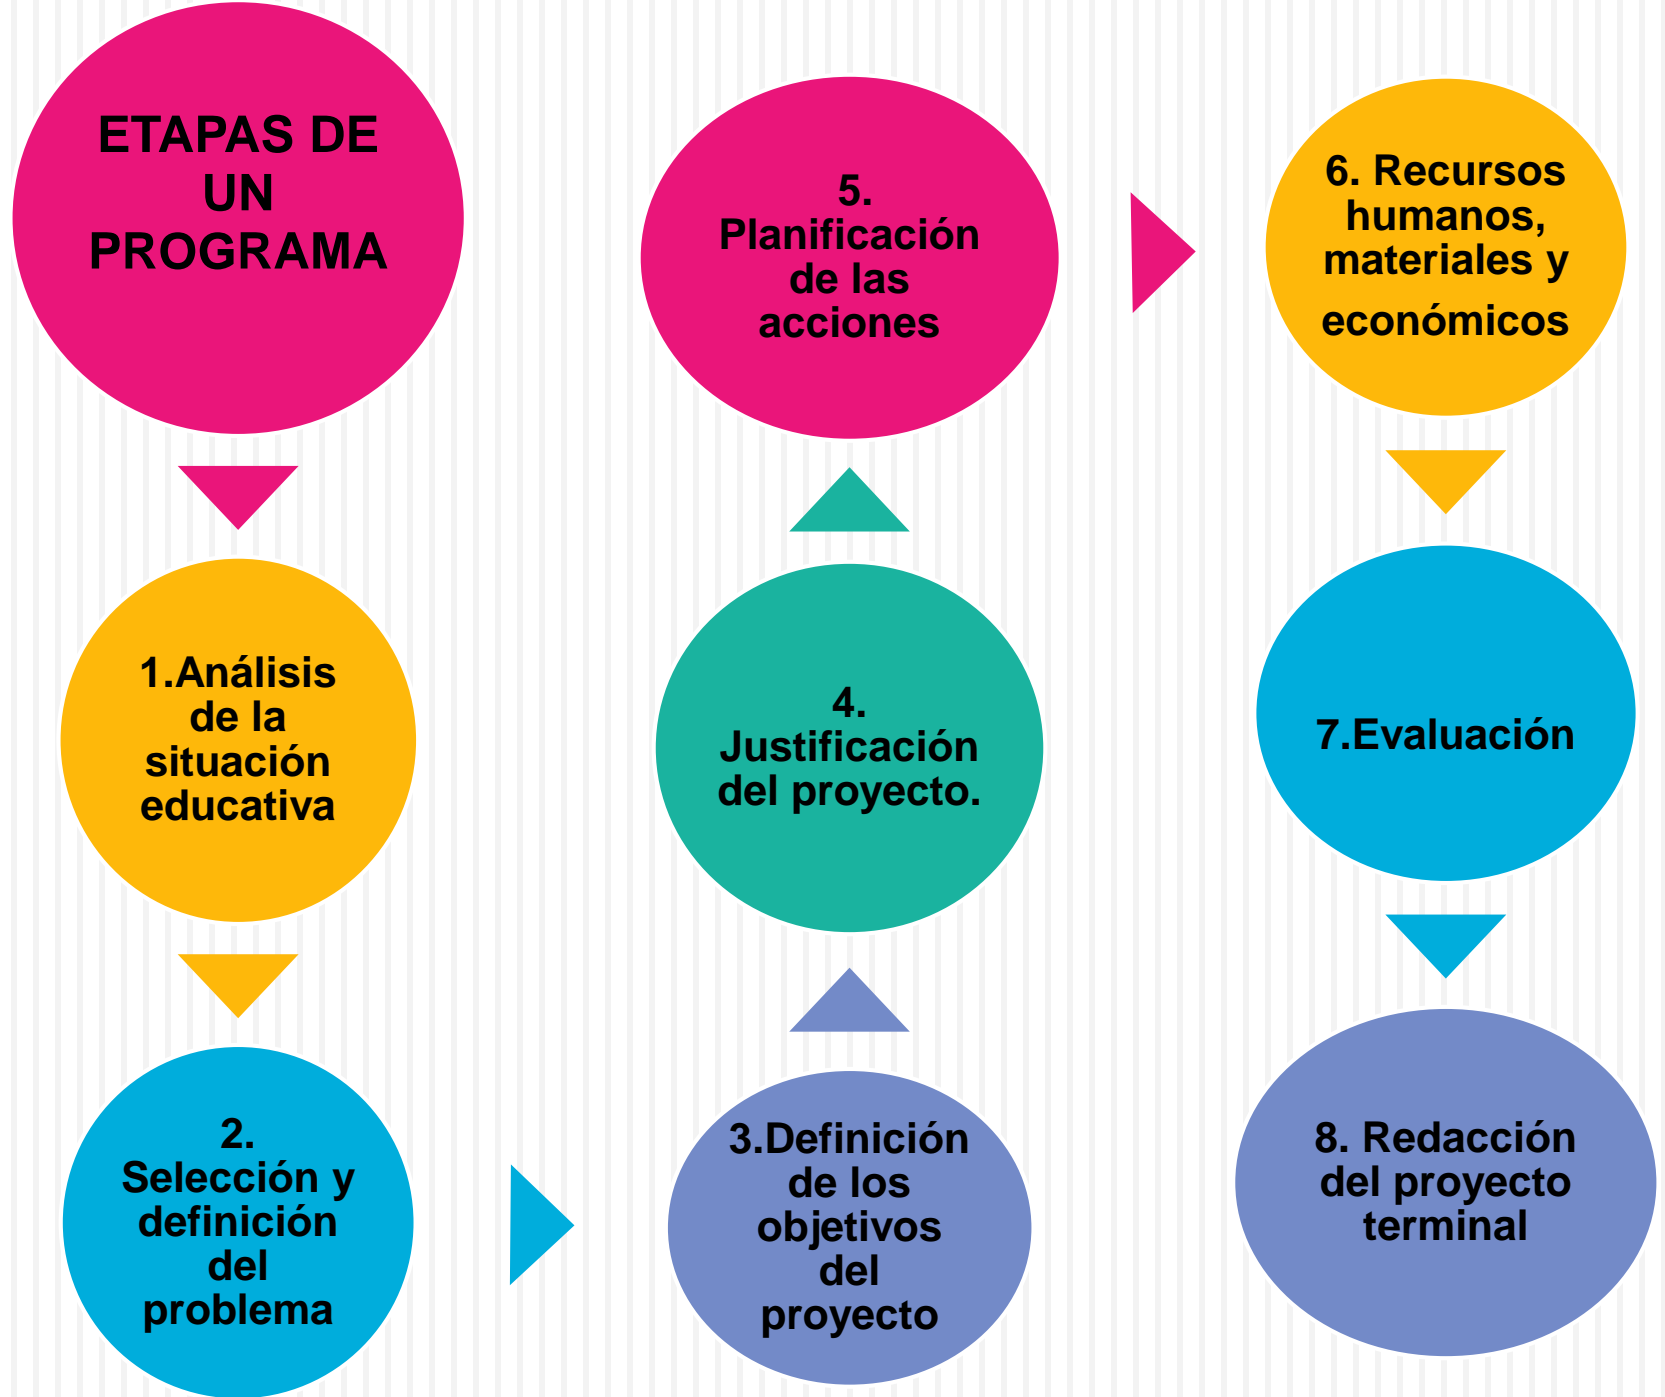 ETAPAS DE
UN
PROGRAMA
1.Análisis
de la
situación
educativa
2.
Selección y
definición
del
problema
3.Definición
de los
objetivos
del
proyecto
4.
Justificación
del proyecto.
5.
Planificación
de las
acciones
6. Recursos
humanos,
materiales y
económicos
7.Evaluación
8. Redacción
del proyecto
terminal